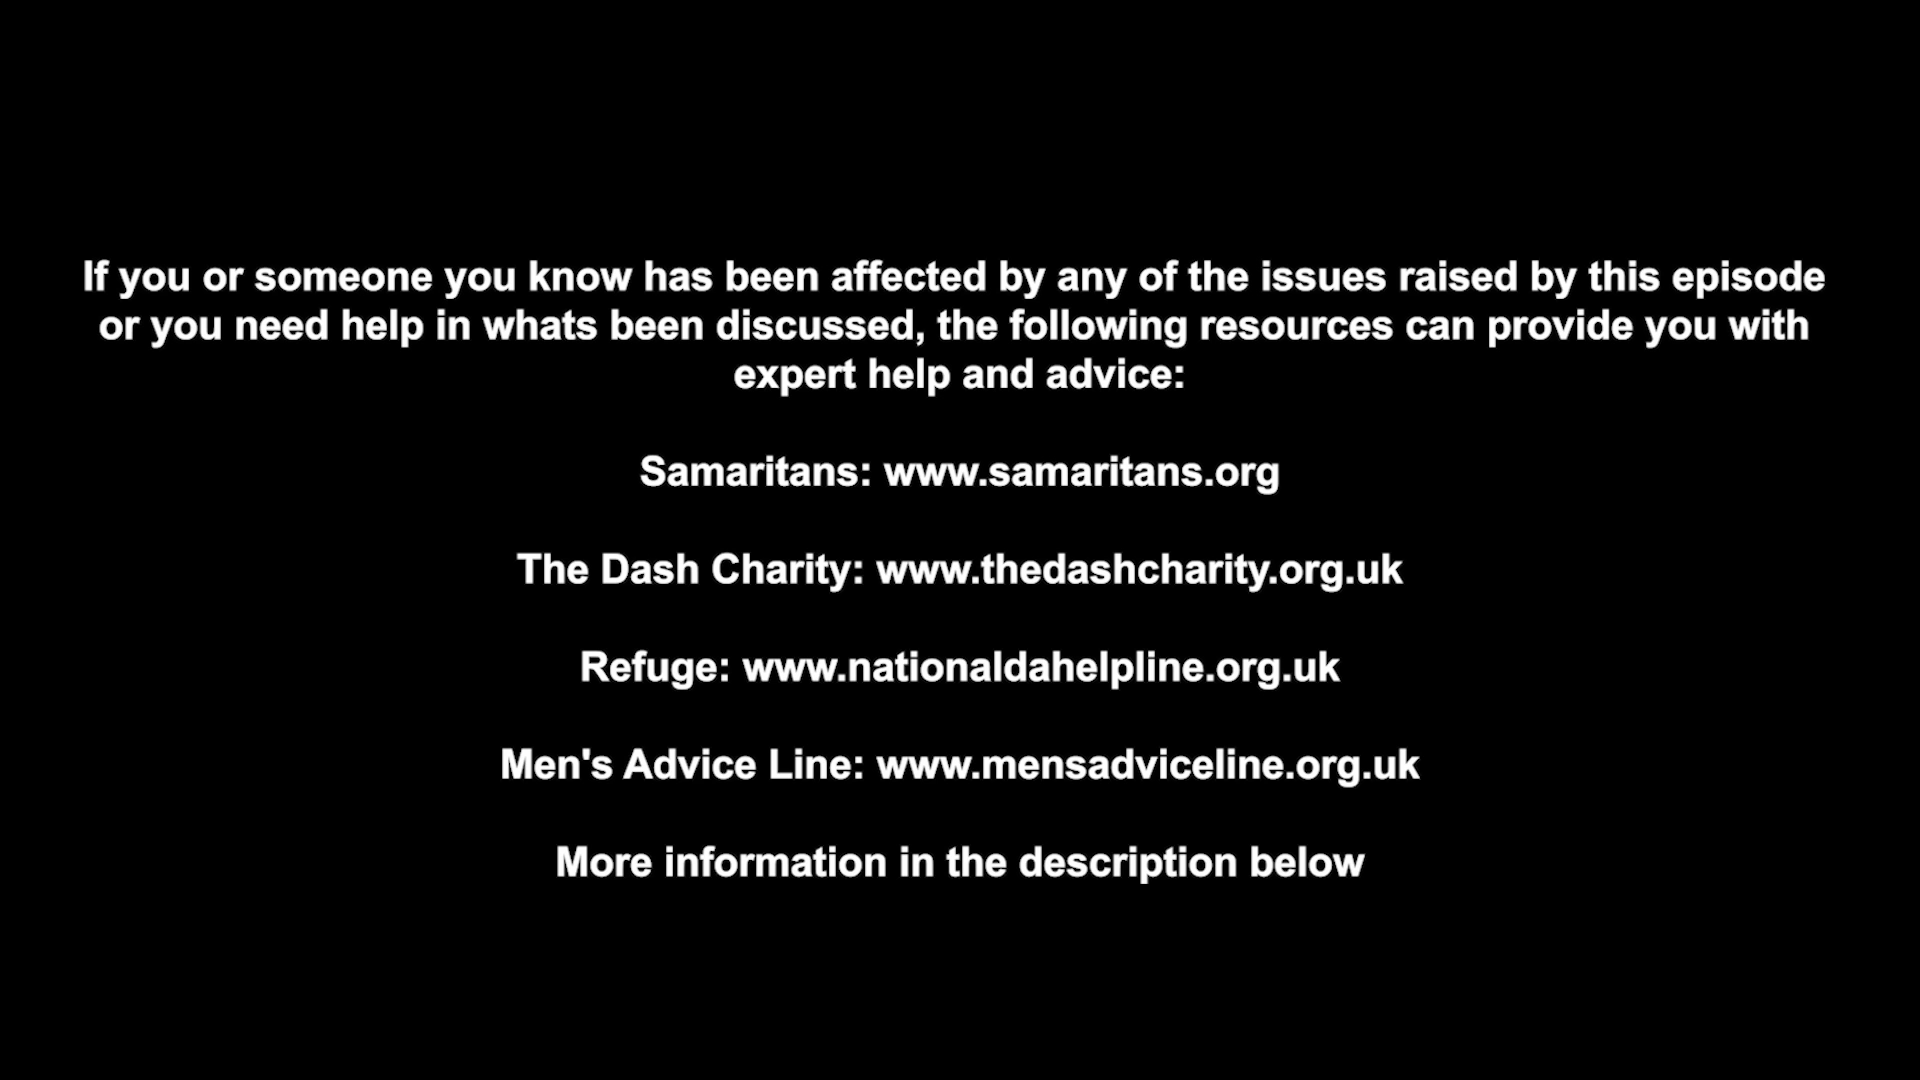 If you or someone you know has been affected by any of the issues raised by this episode
or you need help in whats been discussed, the following resources can provide you with
expert help and advice:
Samaritans: www.samaritans.org
The Dash Charity: www.thedashcharity.org.uk
Refuge: www.nationaldahelpline.org.uk
Men's Advice Line: www.mensadviceline.org.uk
More information in the description below